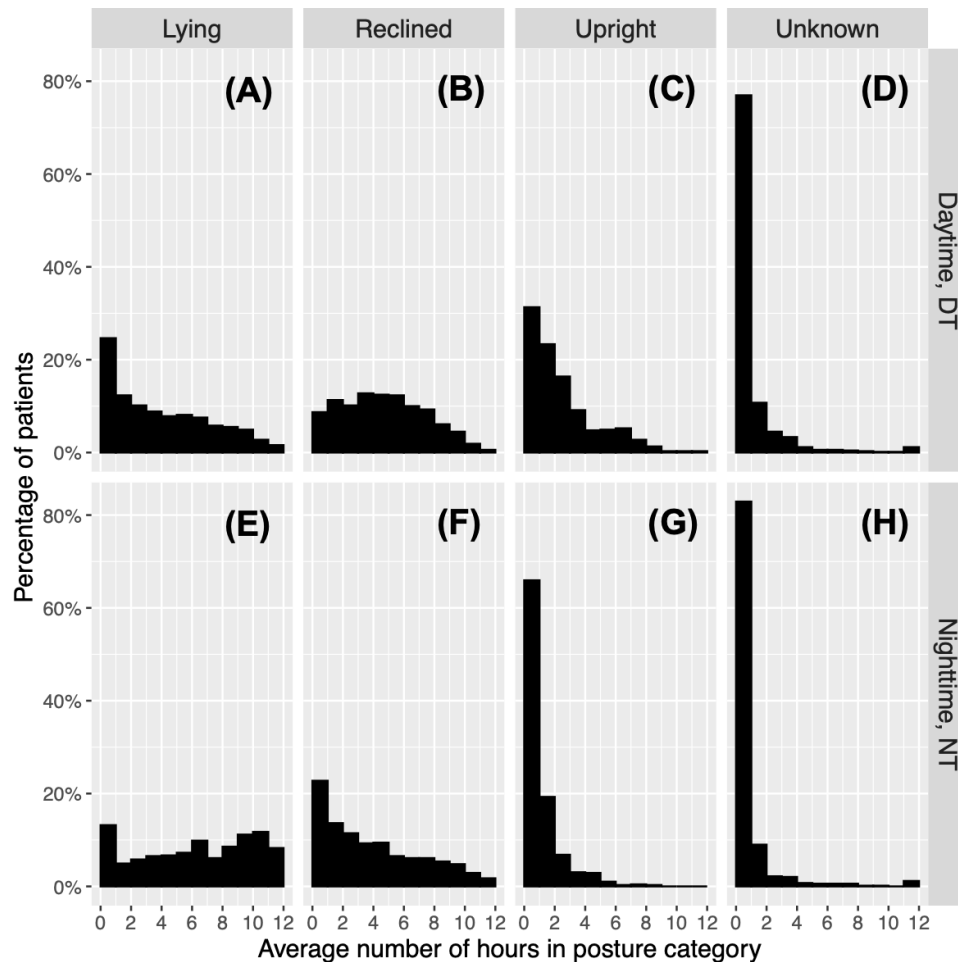 Lying Reclined Upright Unknown
(A) (B) (C) (D)
80%
60%
40%
20%
0%
Daytime, DT
(E) (F) (G) (H)
80%
60%
40%
20%
0%
Nighttime, NT
Percentage of patients
0 2 4 6 8 10 12 0 2 4 6 8 10 12 0 2 4 6 8 10 12 0 2 4 6 8 10 12
Average number of hours in posture category